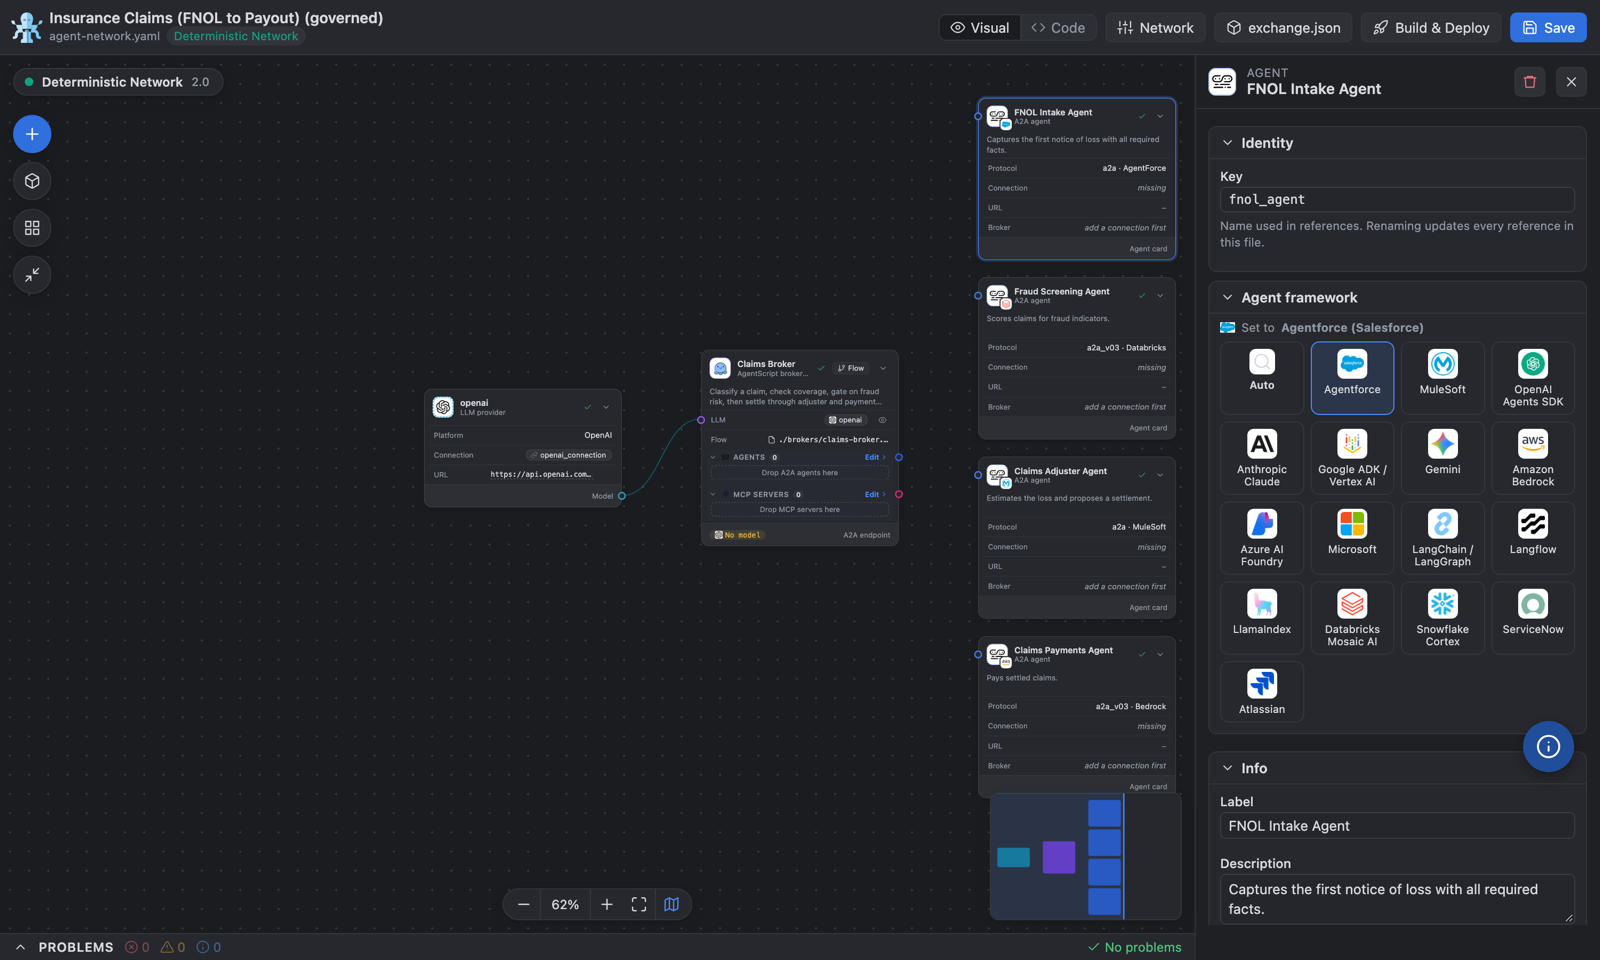 Insurance Claims (FNOL to Payout) (governed)
agent-network.yaml Deterministic Network
Visual
Code
Network
exchange.json
Build & Deploy
Save
Deterministic Network 2.0
openai
LLM provider
Platform OpenAI
Connection openai_connection
URL https://api.openai.com…
Model
Claims Broker
AgentScript broker…
Flow
Classify a claim, check coverage, gate on fraud
risk, then settle through adjuster and payment…
LLM openai
Flow ./brokers/claims-broker.…
AGENTS 0 Edit
Drop A2A agents here
MCP SERVERS 0 Edit
Drop MCP servers here
No model A2A endpoint
FNOL Intake Agent
A2A agent
Captures the first notice of loss with all required
facts.
Protocol a2a · AgentForce
Connection missing
URL –
Broker add a connection first
Agent card
Fraud Screening Agent
A2A agent
Scores claims for fraud indicators.
Protocol a2a_v03 · Databricks
Connection missing
URL –
Broker add a connection first
Agent card
Claims Adjuster Agent
A2A agent
Estimates the loss and proposes a settlement.
Protocol a2a · MuleSoft
Connection missing
URL –
Broker add a connection first
Agent card
Claims Payments Agent
A2A agent
Pays settled claims.
Protocol a2a_v03 · Bedrock
Connection missing
URL –
Broker add a connection first
Agent card
62%
PROBLEMS 0 0 0
No problems
AGENT
FNOL Intake Agent
Identity
Key
fnol_agent
Name used in references. Renaming updates every reference in
this file.
Agent framework
Set to Agentforce (Salesforce)
Auto
Agentforce
MuleSoft
OpenAI
Agents SDK
Anthropic
Claude
Google ADK /
Vertex AI
Gemini
aws
Amazon
Bedrock
Azure AI
Foundry
Microsoft
LangChain /
LangGraph
Langflow
LlamaIndex
Databricks
Mosaic AI
Snowflake
Cortex
ServiceNow
Atlassian
Info
Label
FNOL Intake Agent
Description
Captures the first notice of loss with all required
facts.